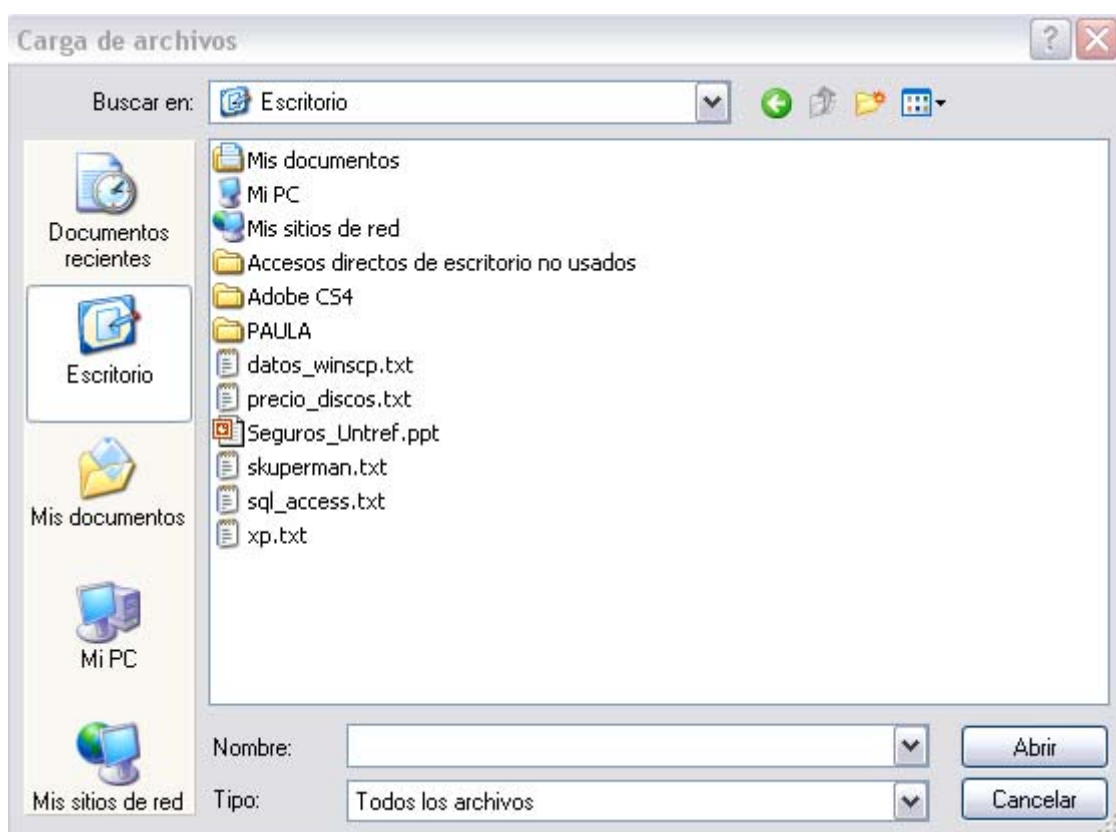 Carga de archivos
Buscar en:
Escritorio
Documentos
recientes
Escritorio
Mis documentos
Mi PC
Mis sitios de red
Mis documentos
Mi PC
Mis sitios de red
Accesos directos de escritorio no usados
Adobe CS4
PAULA
datos_winscp.txt
precio_discos.txt
Seguros_Untref.ppt
skuperman.txt
sql_access.txt
xp.txt
Nombre:
Abrir
Tipo:
Todos los archivos
Cancelar